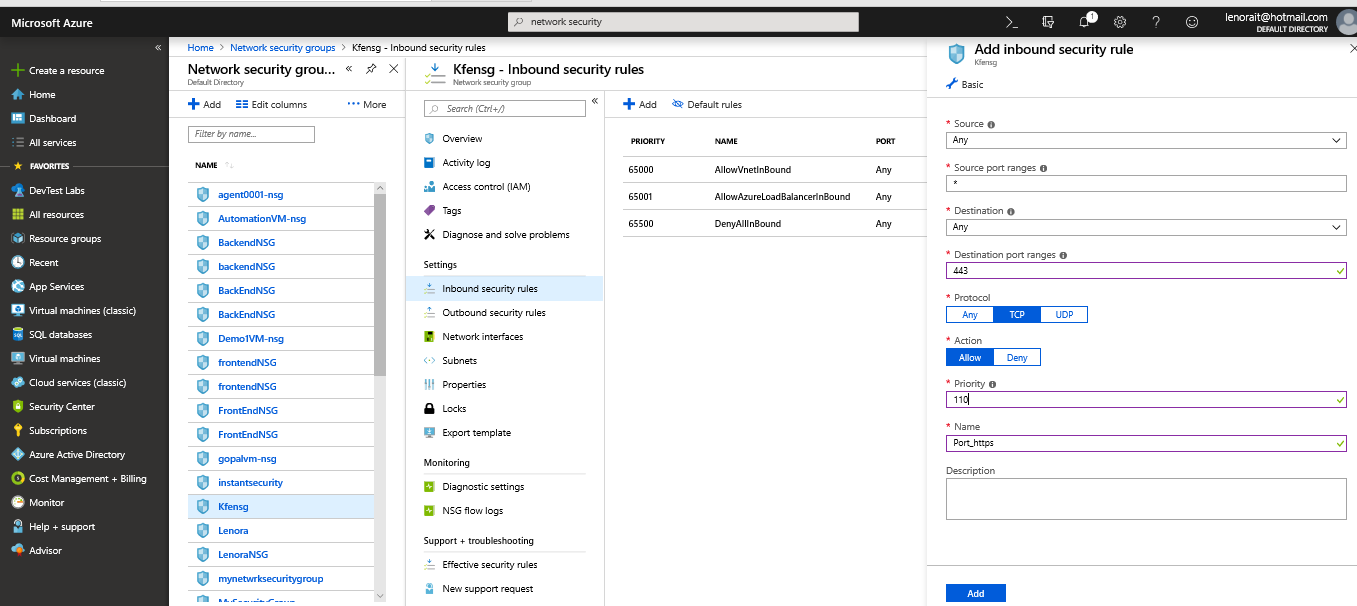 Microsoft Azure
network security
1
lenorait@hotmail.com
DEFAULT DIRECTORY
Create a resource
Home
Dashboard
All services
FAVORITES
DevTest Labs
All resources
Resource groups
Recent
App Services
Virtual machines (classic)
SQL databases
Virtual machines
Cloud services (classic)
Security Center
Subscriptions
Azure Active Directory
Cost Management + Billing
Monitor
Help + support
Advisor
Home > Network security groups > Kfensg - Inbound security rules
Network security grou...
Default Directory
Add Edit columns More
Filter by name...
NAME
agent0001-nsg
AutomationVM-nsg
BackendNSG
backendNSG
BackEndNSG
BackEndNSG
Demo1VM-nsg
frontendNSG
frontendNSG
FrontEndNSG
FrontEndNSG
gopalvm-nsg
instantsecurity
Kfensg
Lenora
LenoraNSG
mynetwrksecuritygroup
MySecurityGroup
Kfensg - Inbound security rules
Network security group
Search (Ctrl+/)
Overview
Activity log
Access control (IAM)
Tags
Diagnose and solve problems
Settings
Inbound security rules
Outbound security rules
Network interfaces
Subnets
Properties
Locks
Export template
Monitoring
Diagnostic settings
NSG flow logs
Support + troubleshooting
Effective security rules
New support request
Add Default rules
PRIORITY NAME PORT
65000 AllowVnetInBound Any
65001 AllowAzureLoadBalancerInBound Any
65500 DenyAllInBound Any
Add inbound security rule
Kfensg
Basic
* Source
Any
* Source port ranges
*
* Destination
Any
* Destination port ranges
443
* Protocol
Any TCP UDP
* Action
Allow Deny
* Priority
110
* Name
Port_https
Description
Add